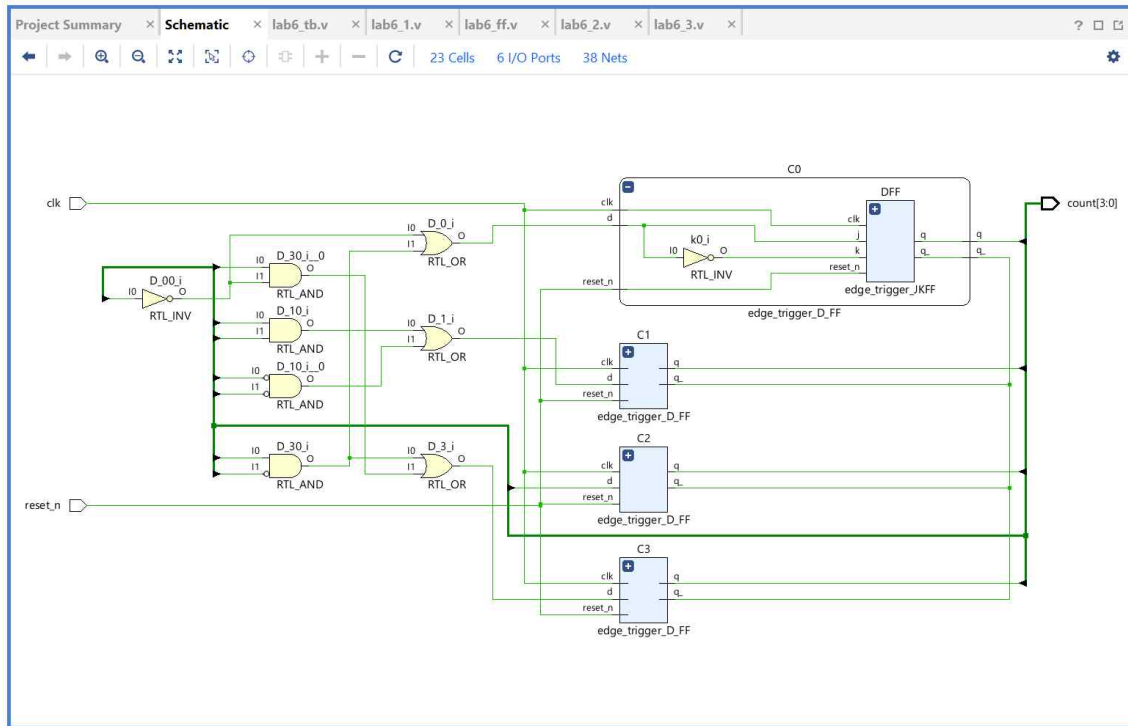 Project Summary × Schematic × lab6_tb.v × lab6_1.v × lab6_ff.v × lab6_2.v × lab6_3.v × ?
23 Cells 6 I/O Ports 38 Nets
C0
clk
clk
d
reset_n
DFF
clk
j
k
reset_n
q
q_
q
q_
edge_trigger_JKFF
k0_i
I0 O
RTL_INV
edge_trigger_D_FF
count[3:0]
D_0_i
I0
I1
O
RTL_OR
D_00_i
I0 O
RTL_INV
D_30_i__0
I0
I1
O
RTL_AND
D_10_i
I0
I1
O
RTL_AND
D_10_i__0
I0
I1
O
RTL_AND
D_1_i
I0
I1
O
RTL_OR
C1
clk
d
reset_n
q
q_
edge_trigger_D_FF
D_30_i
I0
I1
O
RTL_AND
D_3_i
I0
I1
O
RTL_OR
C2
clk
d
reset_n
q
q_
edge_trigger_D_FF
reset_n
C3
clk
d
reset_n
q
q_
edge_trigger_D_FF